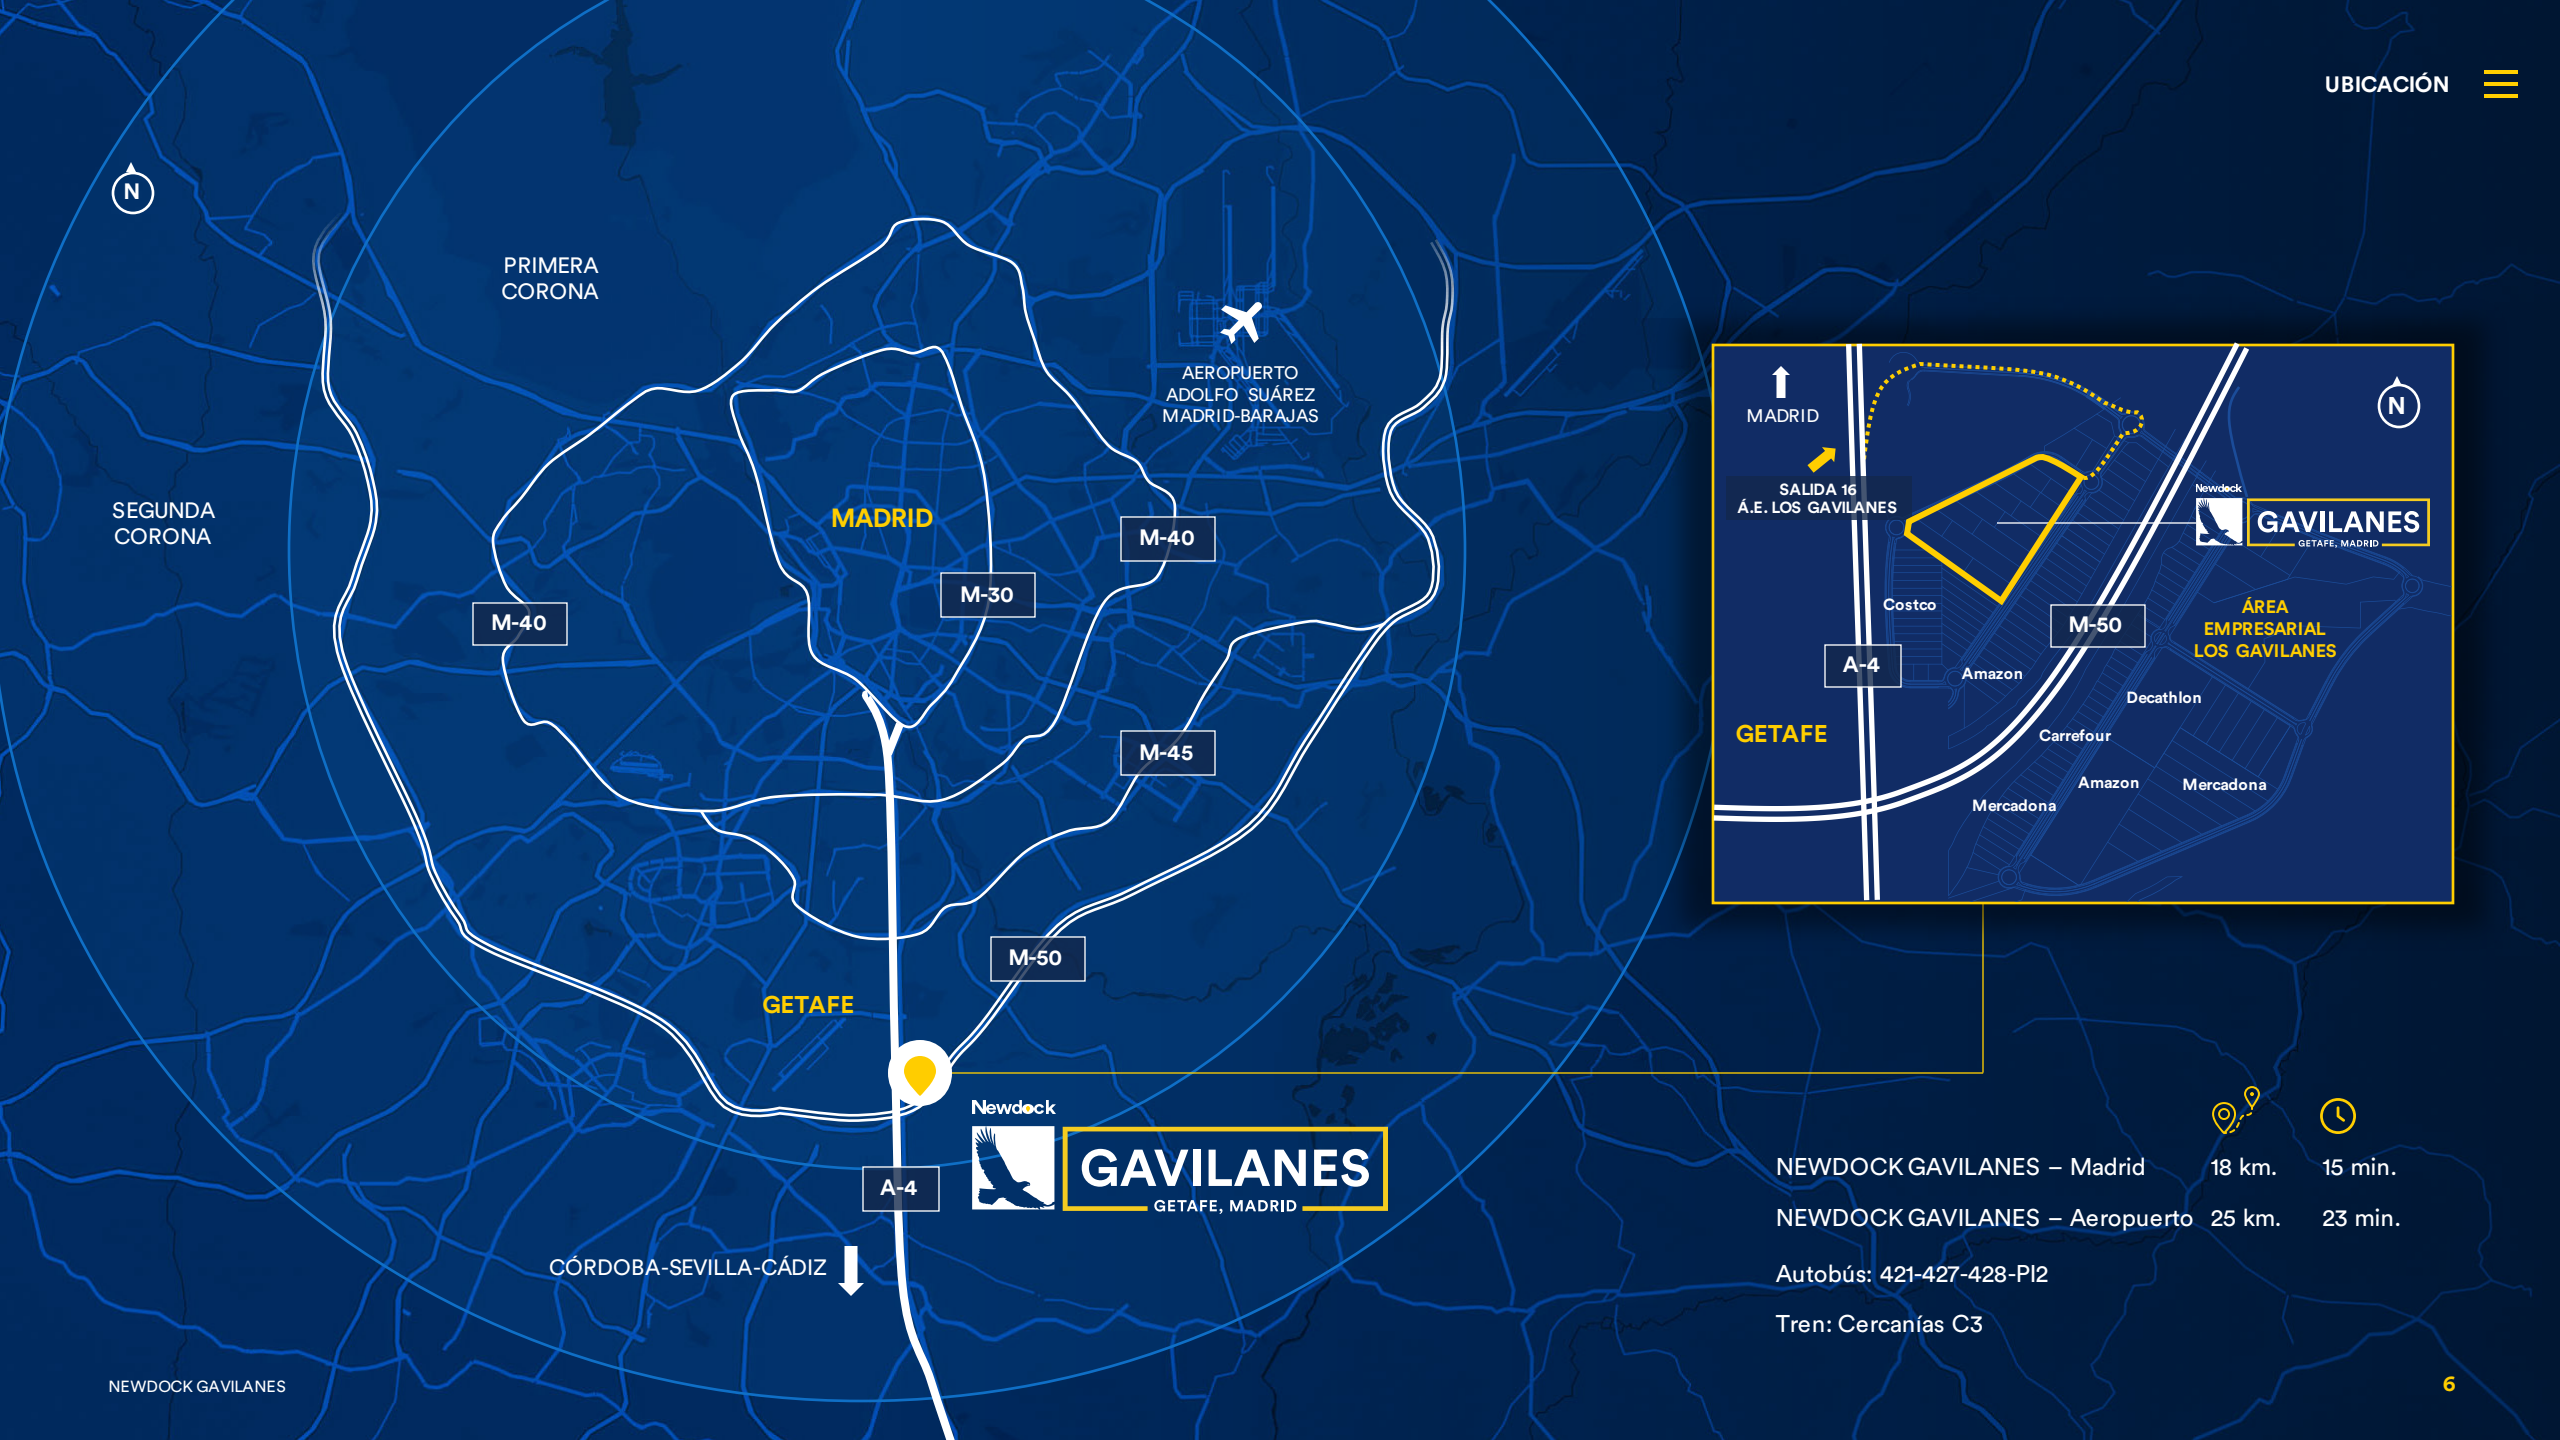 UBICACIÓN
N
PRIMERA
CORONA
AEROPUERTO
ADOLFO SUÁREZ
MADRID-BARAJAS
SEGUNDA
CORONA
MADRID
M-40
M-30
M-40
M-45
M-50
GETAFE
Newdock
GAVILANES
GETAFE, MADRID
A-4
CÓRDOBA-SEVILLA-CÁDIZ
MADRID
N
SALIDA 16
Á.E. LOS GAVILANES
Newdock
GAVILANES
GETAFE, MADRID
Costco
ÁREA
EMPRESARIAL
LOS GAVILANES
M-50
A-4
Amazon
Decathlon
GETAFE
Carrefour
Amazon
Mercadona
Mercadona
NEWDOCK GAVILANES – Madrid 18 km. 15 min.
NEWDOCK GAVILANES – Aeropuerto 25 km. 23 min.
Autobús: 421-427-428-PI2
Tren: Cercanías C3
NEWDOCK GAVILANES
6